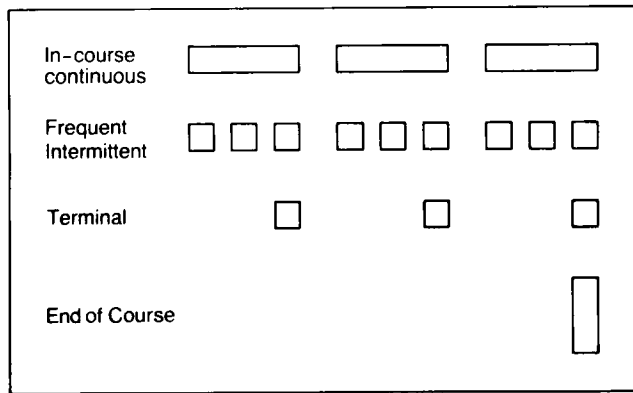 In-course
continuous
Frequent
Intermittent
Terminal
End of Course